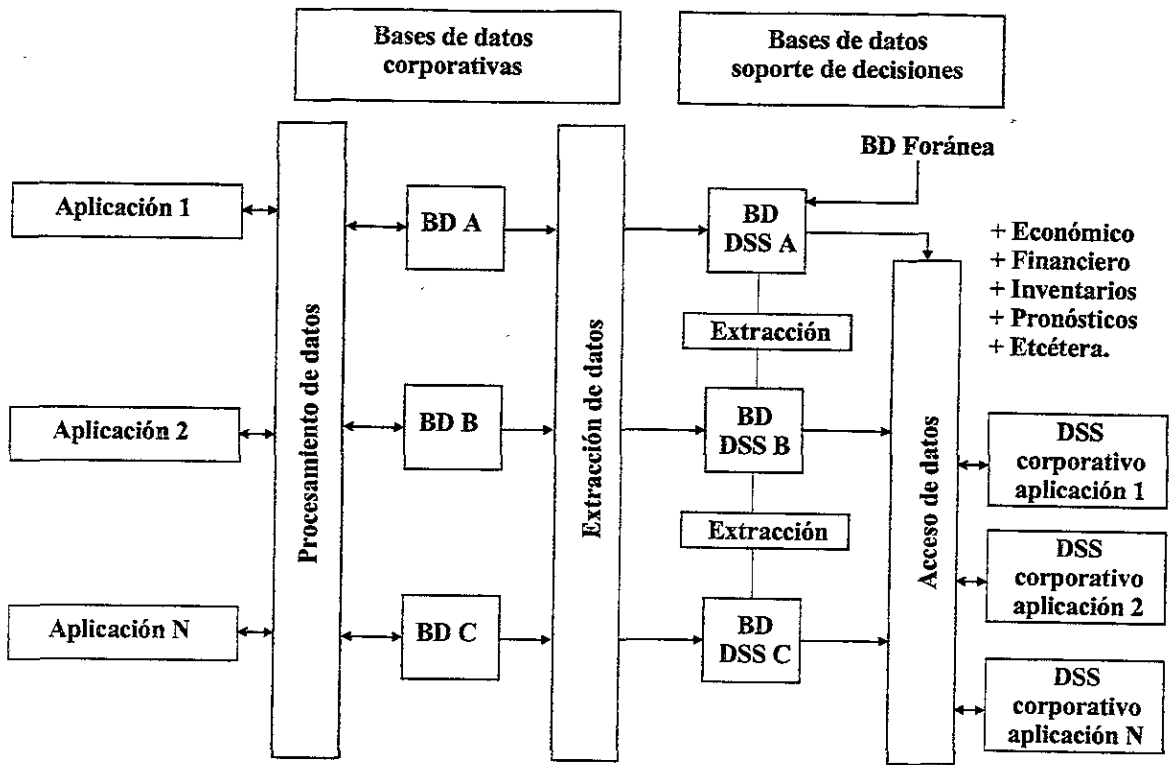 Bases de datos
corporativas
Bases de datos
soporte de decisiones
BD Foránea
Aplicación 1
Aplicación 2
Aplicación N
Procesamiento de datos
BD A
BD B
BD C
Extracción de datos
BD
DSS A
Extracción
BD
DSS B
Extracción
BD
DSS C
Acceso de datos
+ Económico
+ Financiero
+ Inventarios
+ Pronósticos
+ Etcétera.
DSS
corporativo
aplicación 1
DSS
corporativo
aplicación 2
DSS
corporativo
aplicación N